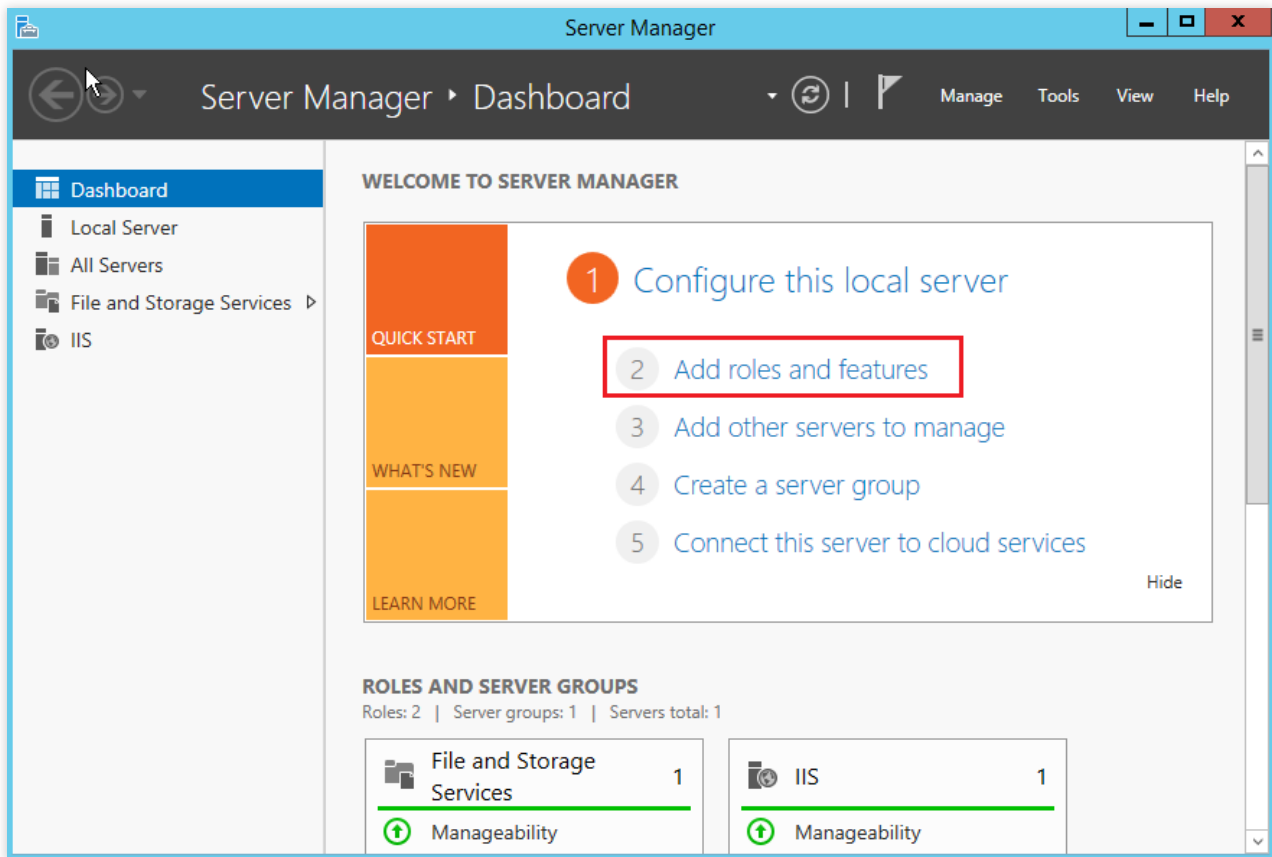 Server Manager
Server Manager ‣ Dashboard
Manage Tools View Help
Dashboard
Local Server
All Servers
File and Storage Services
IIS
WELCOME TO SERVER MANAGER
QUICK START
WHAT'S NEW
LEARN MORE
1 Configure this local server
2 Add roles and features
3 Add other servers to manage
4 Create a server group
5 Connect this server to cloud services
Hide
ROLES AND SERVER GROUPS
Roles: 2 | Server groups: 1 | Servers total: 1
File and Storage
Services
1
Manageability
IIS 1
Manageability